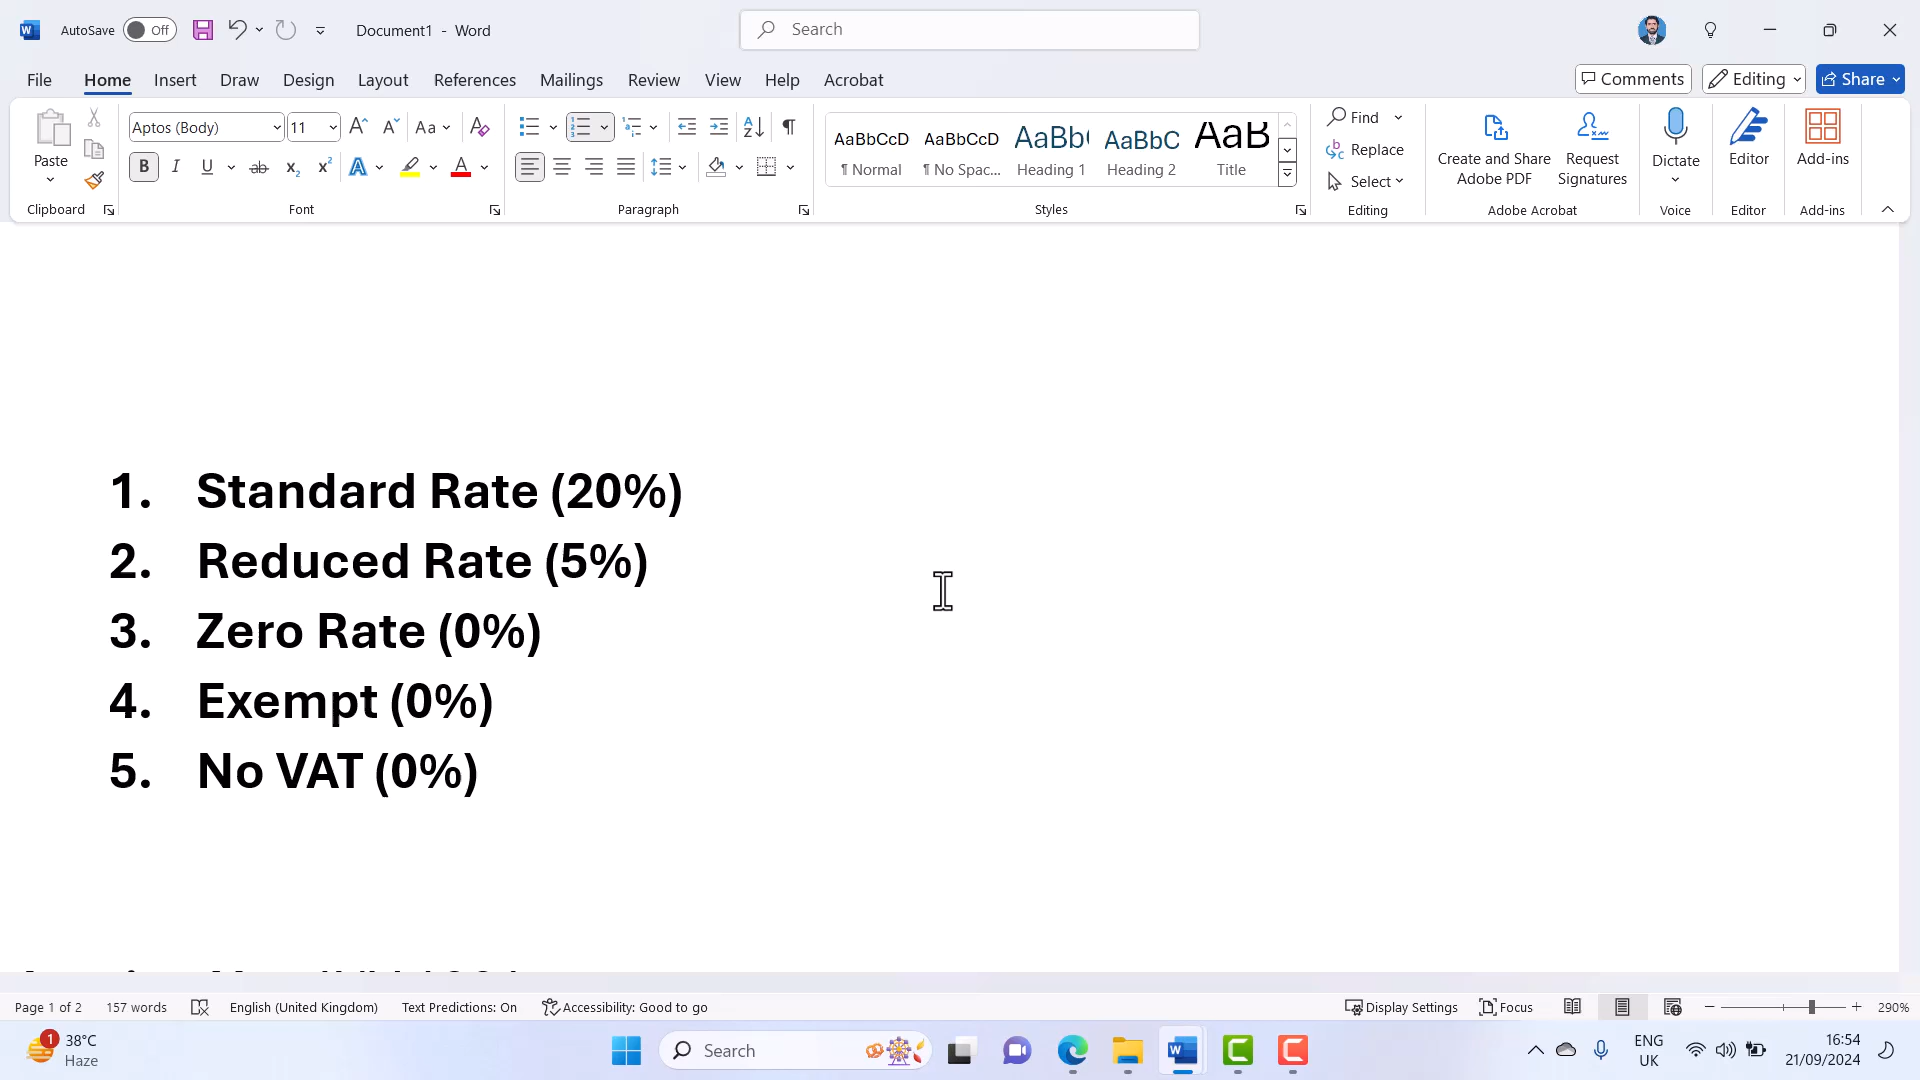 AutoSave Off Document1 - Word Search
File Home Insert Draw Design Layout References Mailings Review View Help Acrobat Comments Editing Share
Paste
Clipboard
Aptos (Body) 11
Aa
B I U ab x₂ x² A A
Font
Paragraph
AaBbCcD AaBbCcD AaBb( AaBbC AaB
¶ Normal ¶ No Spac... Heading 1 Heading 2 Title
Styles
Find
Replace
Select
Editing
Create and Share Adobe PDF
Request Signatures
Adobe Acrobat
Dictate
Voice
Editor
Editor
Add-ins
Add-ins
1. Standard Rate (20%)
2. Reduced Rate (5%)
3. Zero Rate (0%)
4. Exempt (0%)
5. No VAT (0%)
Page 1 of 2 157 words English (United Kingdom) Text Predictions: On Accessibility: Good to go Display Settings Focus 290%
1 38°C
Haze
Search
ENG
UK
16:54
21/09/2024